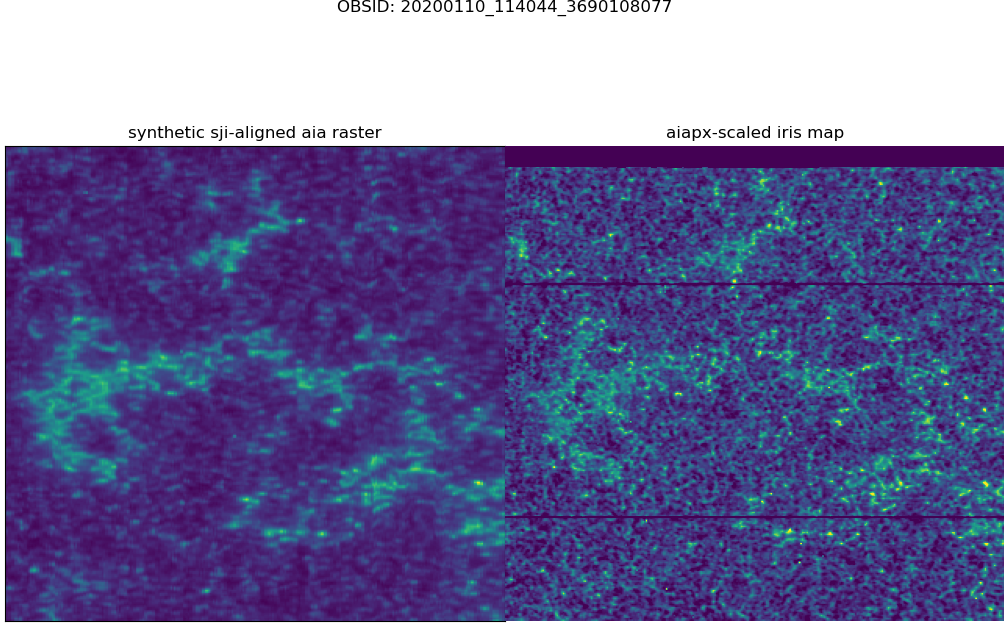 OBSID: 20200110_114044_3690108077
synthetic sji-aligned aia raster
aiapx-scaled iris map